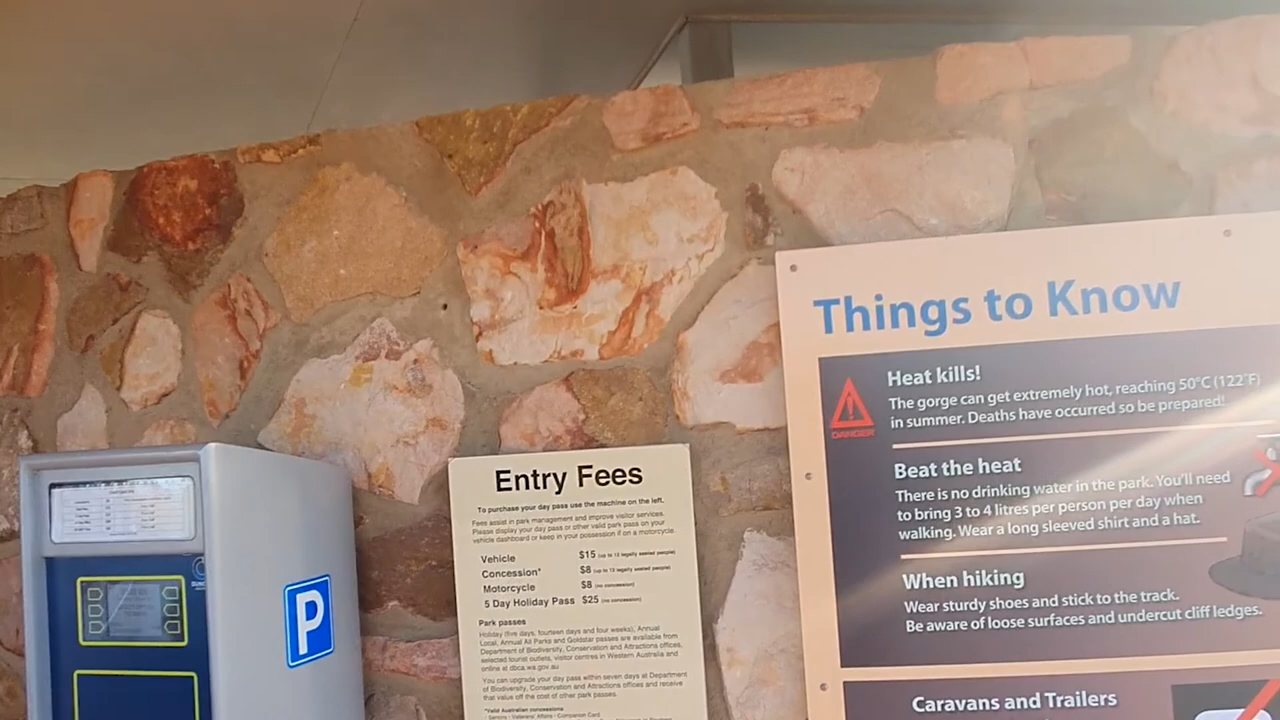 Things to Know
Heat kills!
The gorge can get extremely hot, reaching 50°C (122°F)
in summer. Deaths have occurred so be prepared!
DANGER
Beat the heat
There is no drinking water in the park. You'll need
to bring 3 to 4 litres per person per day when
walking. Wear a long sleeved shirt and a hat.
When hiking
Wear sturdy shoes and stick to the track.
Be aware of loose surfaces and undercut cliff ledges.
Caravans and Trailers
Entry Fees
To purchase your day pass use the machine on the left.
Fees assist in park management and improve visitor services.
Please display your day pass or other valid park pass on your
vehicle dashboard or keep in your possession if on a motorcycle.
Vehicle $15 (up to 12 legally seated people)
Concession* $8 (up to 12 legally seated people)
Motorcycle $8 (no concession)
5 Day Holiday Pass $25 (no concession)
Park passes
Holiday (five days, fourteen days and four weeks), Annual
Local, Annual All Parks and Goldstar passes are available from
Department of Biodiversity, Conservation and Attractions offices,
selected tourist outlets, visitor centres in Western Australia and
online at dbca.wa.gov.au
You can upgrade your day pass within seven days at Department
of Biodiversity, Conservation and Attractions offices and receive
that value off the cost of other park passes.
*Valid Australian concessions
- Seniors - Veterans' Affairs - Companion Card
P